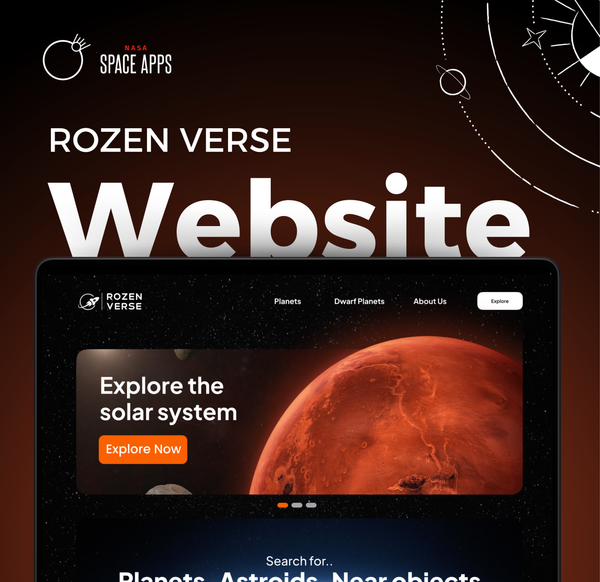 NASA
SPACE APPS
ROZEN VERSE
Website
ROZEN
VERSE
Planets
Dwarf Planets
About Us
Explore
Explore the
solar system
Explore Now
Search for..
Planets, Astroids, Near objects